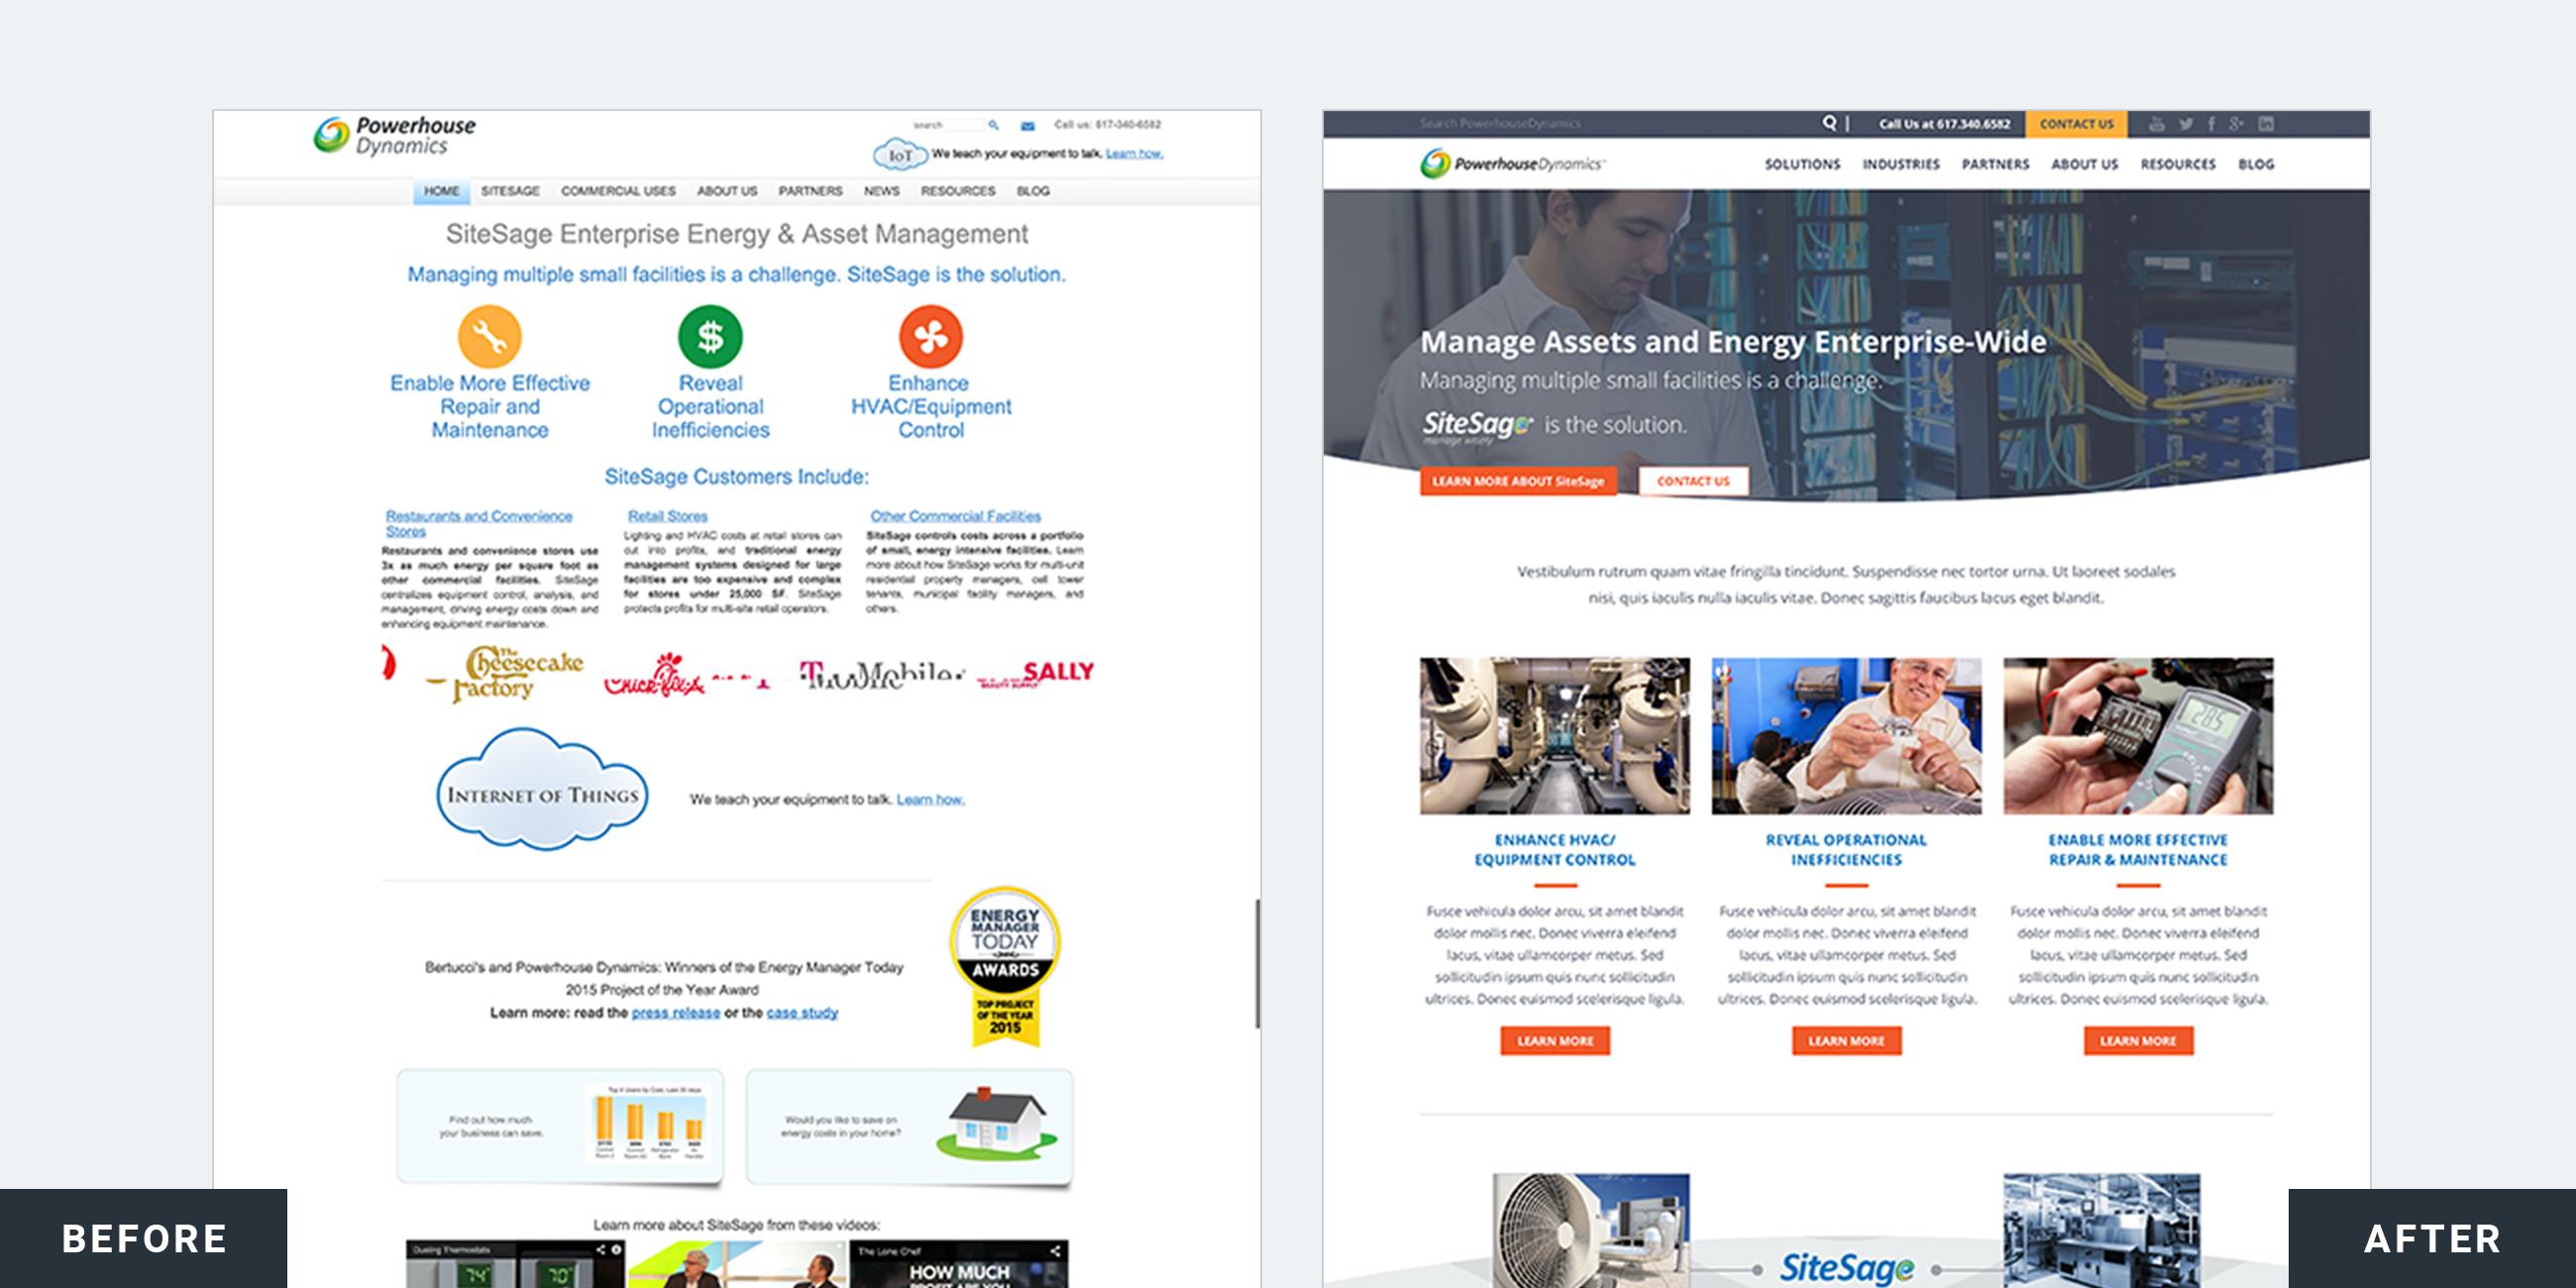 Powerhouse
Dynamics
search
Call us: 617-340-6582
IoT
We teach your equipment to talk. Learn how.
HOME SITESAGE COMMERCIAL USES ABOUT US PARTNERS NEWS RESOURCES BLOG
SiteSage Enterprise Energy & Asset Management
Managing multiple small facilities is a challenge. SiteSage is the solution.
Enable More Effective
Repair and
Maintenance
Reveal
Operational
Inefficiencies
Enhance
HVAC/Equipment
Control
SiteSage Customers Include:
Restaurants and Convenience
Stores
Restaurants and convenience stores use
3x as much energy per square foot as
other commercial facilities. SiteSage
centralizes equipment control, analysis, and
management, driving energy costs down and
enhancing equipment maintenance.
Retail Stores
Lighting and HVAC costs at retail stores can
cut into profits, and traditional energy
management systems designed for large
facilities are too expensive and complex
for stores under 25,000 SF. SiteSage
protects profits for multi-site retail operators.
Other Commercial Facilities
SiteSage controls costs across a portfolio
of small, energy intensive facilities. Learn
more about how SiteSage works for multi-unit
residential property managers, cell tower
tenants, municipal facility managers, and
others.
The
Cheesecake
Factory
Chick-fil-A
SALLY
BEAUTY SUPPLY
INTERNET OF THINGS
We teach your equipment to talk. Learn how.
Bertucci's and Powerhouse Dynamics: Winners of the Energy Manager Today
2015 Project of the Year Award
Learn more: read the press release or the case study
ENERGY
MANAGER
TODAY
AWARDS
TOP PROJECT
OF THE YEAR
2015
Find out how much
your business can save.
Would you like to save on
energy costs in your home?
Learn more about SiteSage from these videos:
Dueling Thermostats
74
70
The Lone Chef
HOW MUCH
BEFORE
Search PowerhouseDynamics
Call Us at 617.340.6582
CONTACT US
PowerhouseDynamics
SOLUTIONS INDUSTRIES PARTNERS ABOUT US RESOURCES BLOG
Manage Assets and Energy Enterprise-Wide
Managing multiple small facilities is a challenge.
SiteSage is the solution.
manage wisely
LEARN MORE ABOUT SiteSage
CONTACT US
Vestibulum rutrum quam vitae fringilla tincidunt. Suspendisse nec tortor urna. Ut laoreet sodales
nisi, quis iaculis nulla iaculis vitae. Donec sagittis faucibus lacus eget blandit.
285
ENHANCE HVAC/
EQUIPMENT CONTROL
Fusce vehicula dolor arcu, sit amet blandit
dolor mollis nec. Donec viverra eleifend
lacus, vitae ullamcorper metus. Sed
sollicitudin ipsum quis nunc sollicitudin
ultrices. Donec euismod scelerisque ligula.
LEARN MORE
REVEAL OPERATIONAL
INEFFICIENCIES
Fusce vehicula dolor arcu, sit amet blandit
dolor mollis nec. Donec viverra eleifend
lacus, vitae ullamcorper metus. Sed
sollicitudin ipsum quis nunc sollicitudin
ultrices. Donec euismod scelerisque ligula.
LEARN MORE
ENABLE MORE EFFECTIVE
REPAIR & MAINTENANCE
Fusce vehicula dolor arcu, sit amet blandit
dolor mollis nec. Donec viverra eleifend
lacus, vitae ullamcorper metus. Sed
sollicitudin ipsum quis nunc sollicitudin
ultrices. Donec euismod scelerisque ligula.
LEARN MORE
SiteSage
AFTER